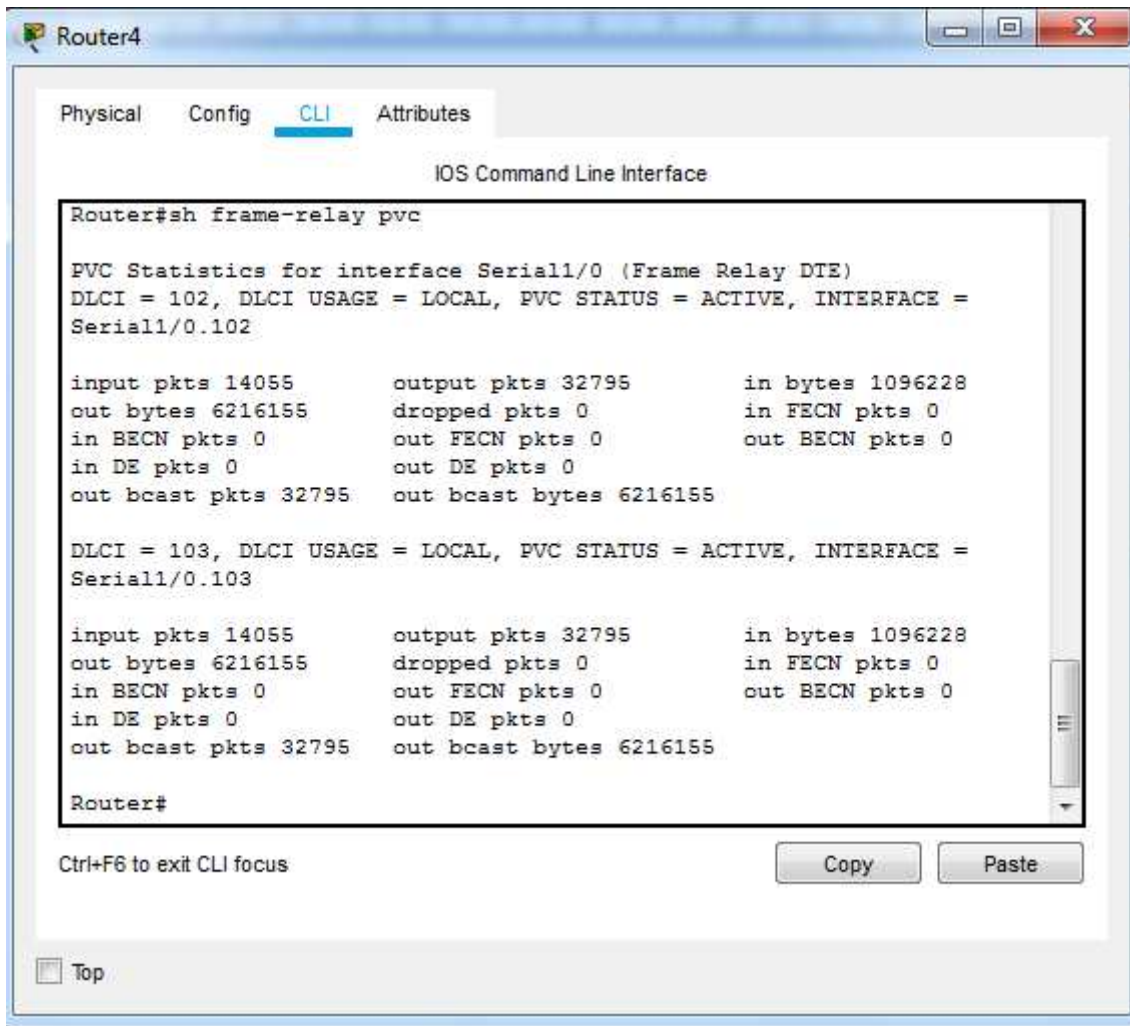 Router4
Physical Config CLI Attributes
IOS Command Line Interface
Router#sh frame-relay pvc
PVC Statistics for interface Serial1/0 (Frame Relay DTE)
DLCI = 102, DLCI USAGE = LOCAL, PVC STATUS = ACTIVE, INTERFACE =
Serial1/0.102
input pkts 14055 output pkts 32795 in bytes 1096228
out bytes 6216155 dropped pkts 0 in FECN pkts 0
in BECN pkts 0 out FECN pkts 0 out BECN pkts 0
in DE pkts 0 out DE pkts 0
out bcast pkts 32795 out bcast bytes 6216155
DLCI = 103, DLCI USAGE = LOCAL, PVC STATUS = ACTIVE, INTERFACE =
Serial1/0.103
input pkts 14055 output pkts 32795 in bytes 1096228
out bytes 6216155 dropped pkts 0 in FECN pkts 0
in BECN pkts 0 out FECN pkts 0 out BECN pkts 0
in DE pkts 0 out DE pkts 0
out bcast pkts 32795 out bcast bytes 6216155
Router#
Ctrl+F6 to exit CLI focus Copy Paste
Top